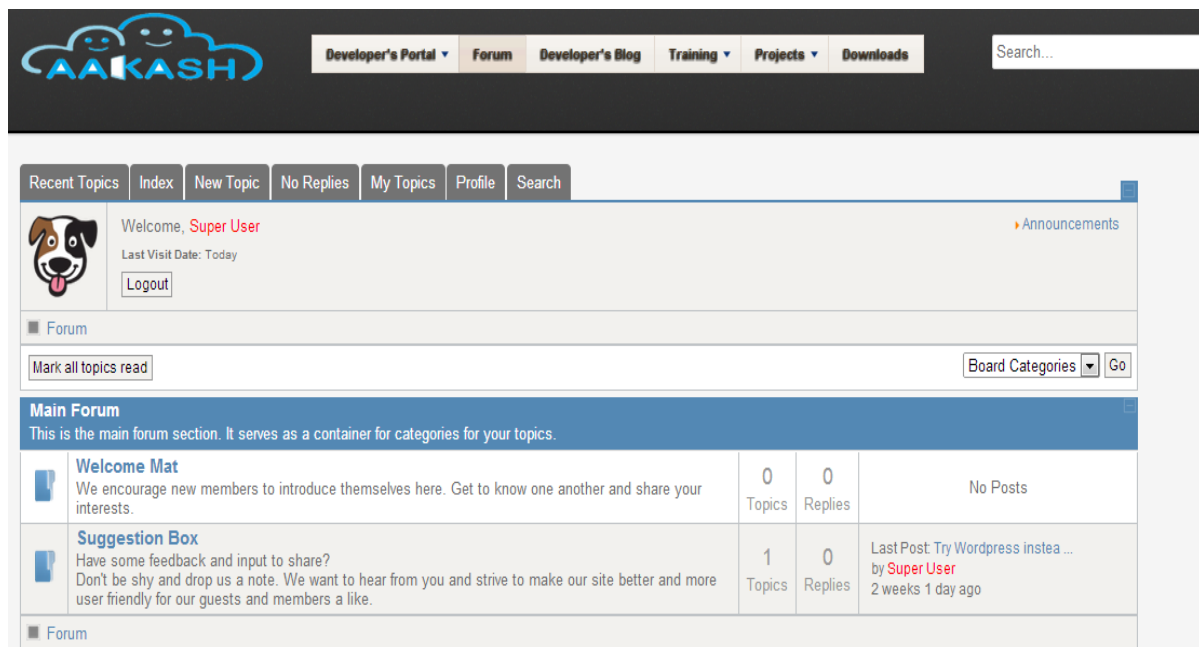 AAKASH
Developer's Portal Forum Developer's Blog Training Projects Downloads
Search...
Recent Topics Index New Topic No Replies My Topics Profile Search
Welcome, Super User
Announcements
Last Visit Date: Today
Logout
Forum
Mark all topics read
Board Categories Go
Main Forum
This is the main forum section. It serves as a container for categories for your topics.
Welcome Mat
We encourage new members to introduce themselves here. Get to know one another and share your
interests.
0 Topics
0 Replies
No Posts
Suggestion Box
Have some feedback and input to share?
Don't be shy and drop us a note. We want to hear from you and strive to make our site better and more
user friendly for our guests and members a like.
1 Topics
0 Replies
Last Post: Try Wordpress instea ...
by Super User
2 weeks 1 day ago
Forum